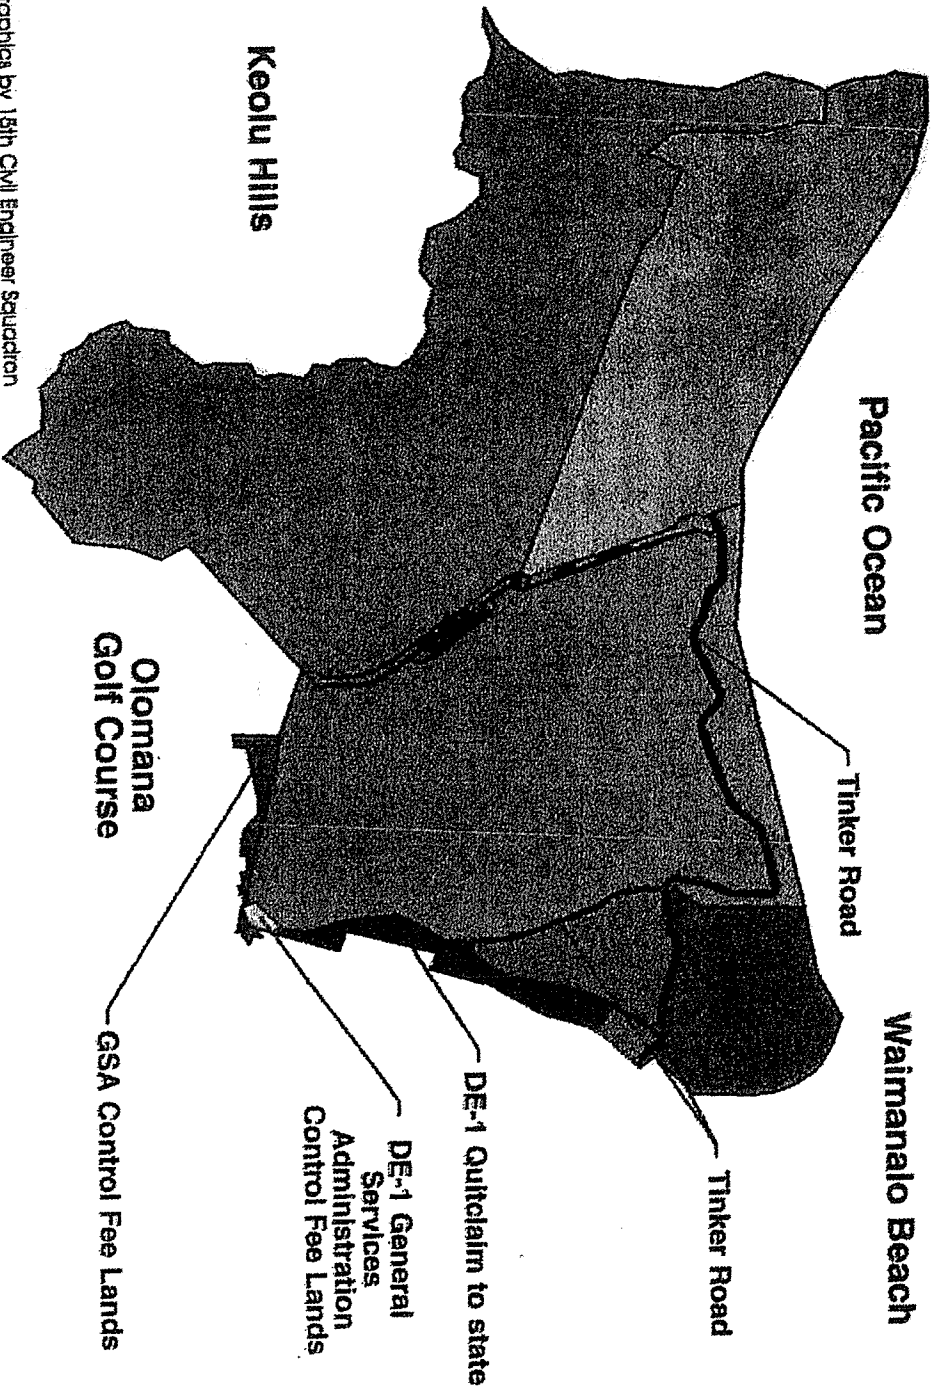 Pacific Ocean
Waimanalo Beach
Tinker Road
Tinker Road
Keolu Hills
DE-1 Quitclaim to state
DE-1 General
Services
Administration
Control Fee Lands
Olomana
Golf Course
GSA Control Fee Lands
by 15th Civil Engineer Squadron